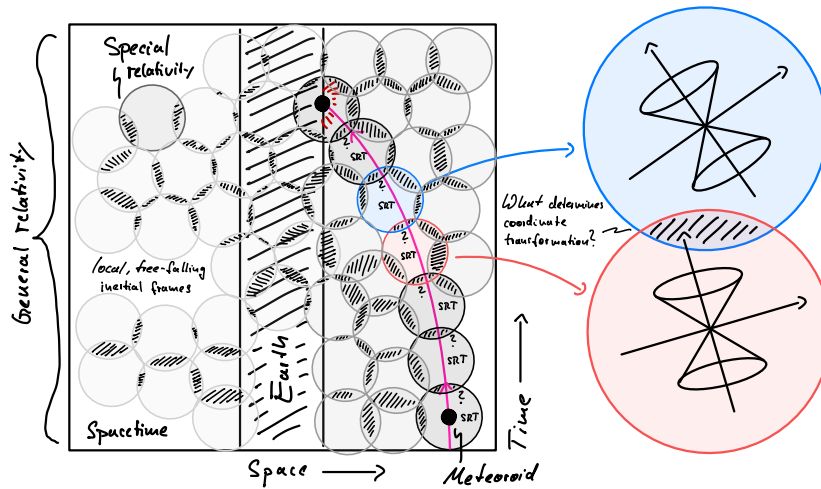 Special
relativity
General relativity
local, free-falling
inertial frames
Spacetime
Earth
?
SRT
?
SRT
?
SRT
?
SRT
?
SRT
?
SRT
What determines
coordinate
transformation?
Time
Space
Meteoroid